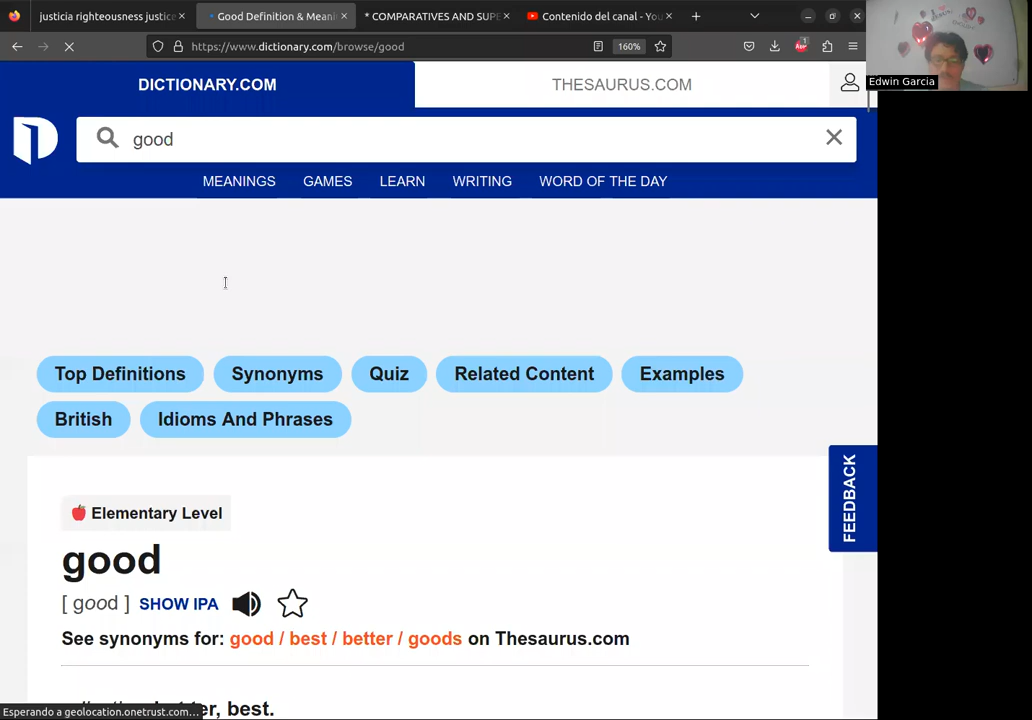 justicia righteousness justice
Good Definition & Meani
* COMPARATIVES AND SUPE
Contenido del canal - You
https://www.dictionary.com/browse/good
160%
1
Edwin Garcia
DICTIONARY.COM
THESAURUS.COM
good
MEANINGS GAMES LEARN WRITING WORD OF THE DAY
Top Definitions Synonyms Quiz Related Content Examples
British Idioms And Phrases
FEEDBACK
Elementary Level
good
[ good ] SHOW IPA
See synonyms for: good / best / better / goods on Thesaurus.com
er, best.
Esperando a geolocation.onetrust.com...